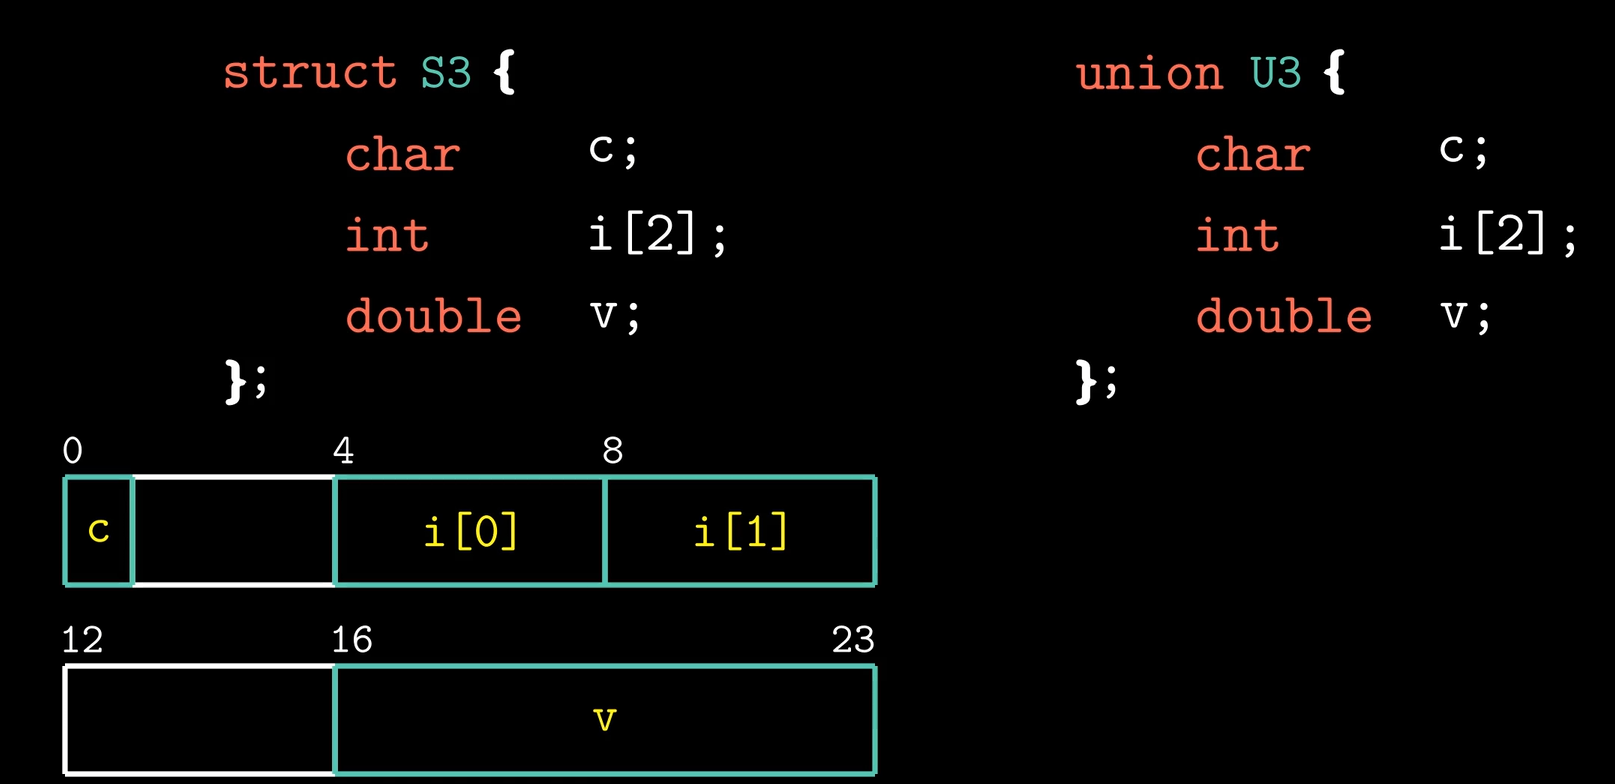 struct S3 {
char c;
int i[2];
double v;
};
union U3 {
char c;
int i[2];
double v;
};
0 4 8
c i[0] i[1]
12 16 23
v